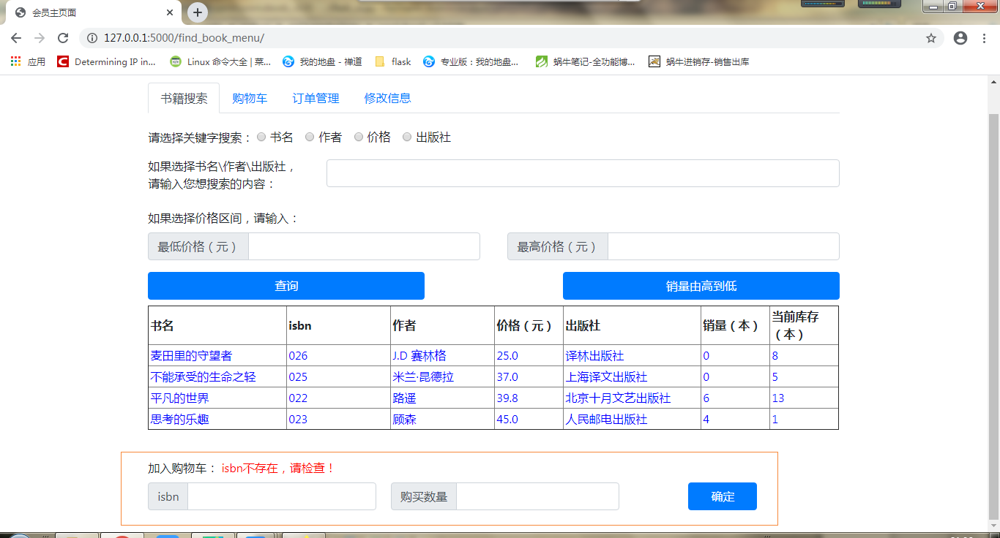 会员主页面
127.0.0.1:5000/find_book_menu/
应用 Determining IP in... Linux 命令大全 | 菜... 我的地盘 - 禅道 flask 专业版：我的地盘... 蜗牛笔记-全功能博... 蜗牛进销存-销售出库
书籍搜索 购物车 订单管理 修改信息
请选择关键字搜索： 书名 作者 价格 出版社
如果选择书名\作者\出版社，
请输入您想搜索的内容：
如果选择价格区间，请输入：
最低价格（元） 最高价格（元）
查询 销量由高到低
书名 isbn 作者 价格（元） 出版社 销量（本） 当前库存
（本）
麦田里的守望者 026 J.D 赛林格 25.0 译林出版社 0 8
不能承受的生命之轻 025 米兰·昆德拉 37.0 上海译文出版社 0 5
平凡的世界 022 路遥 39.8 北京十月文艺出版社 6 13
思考的乐趣 023 顾森 45.0 人民邮电出版社 4 1
加入购物车： isbn不存在，请检查！
isbn 购买数量 确定